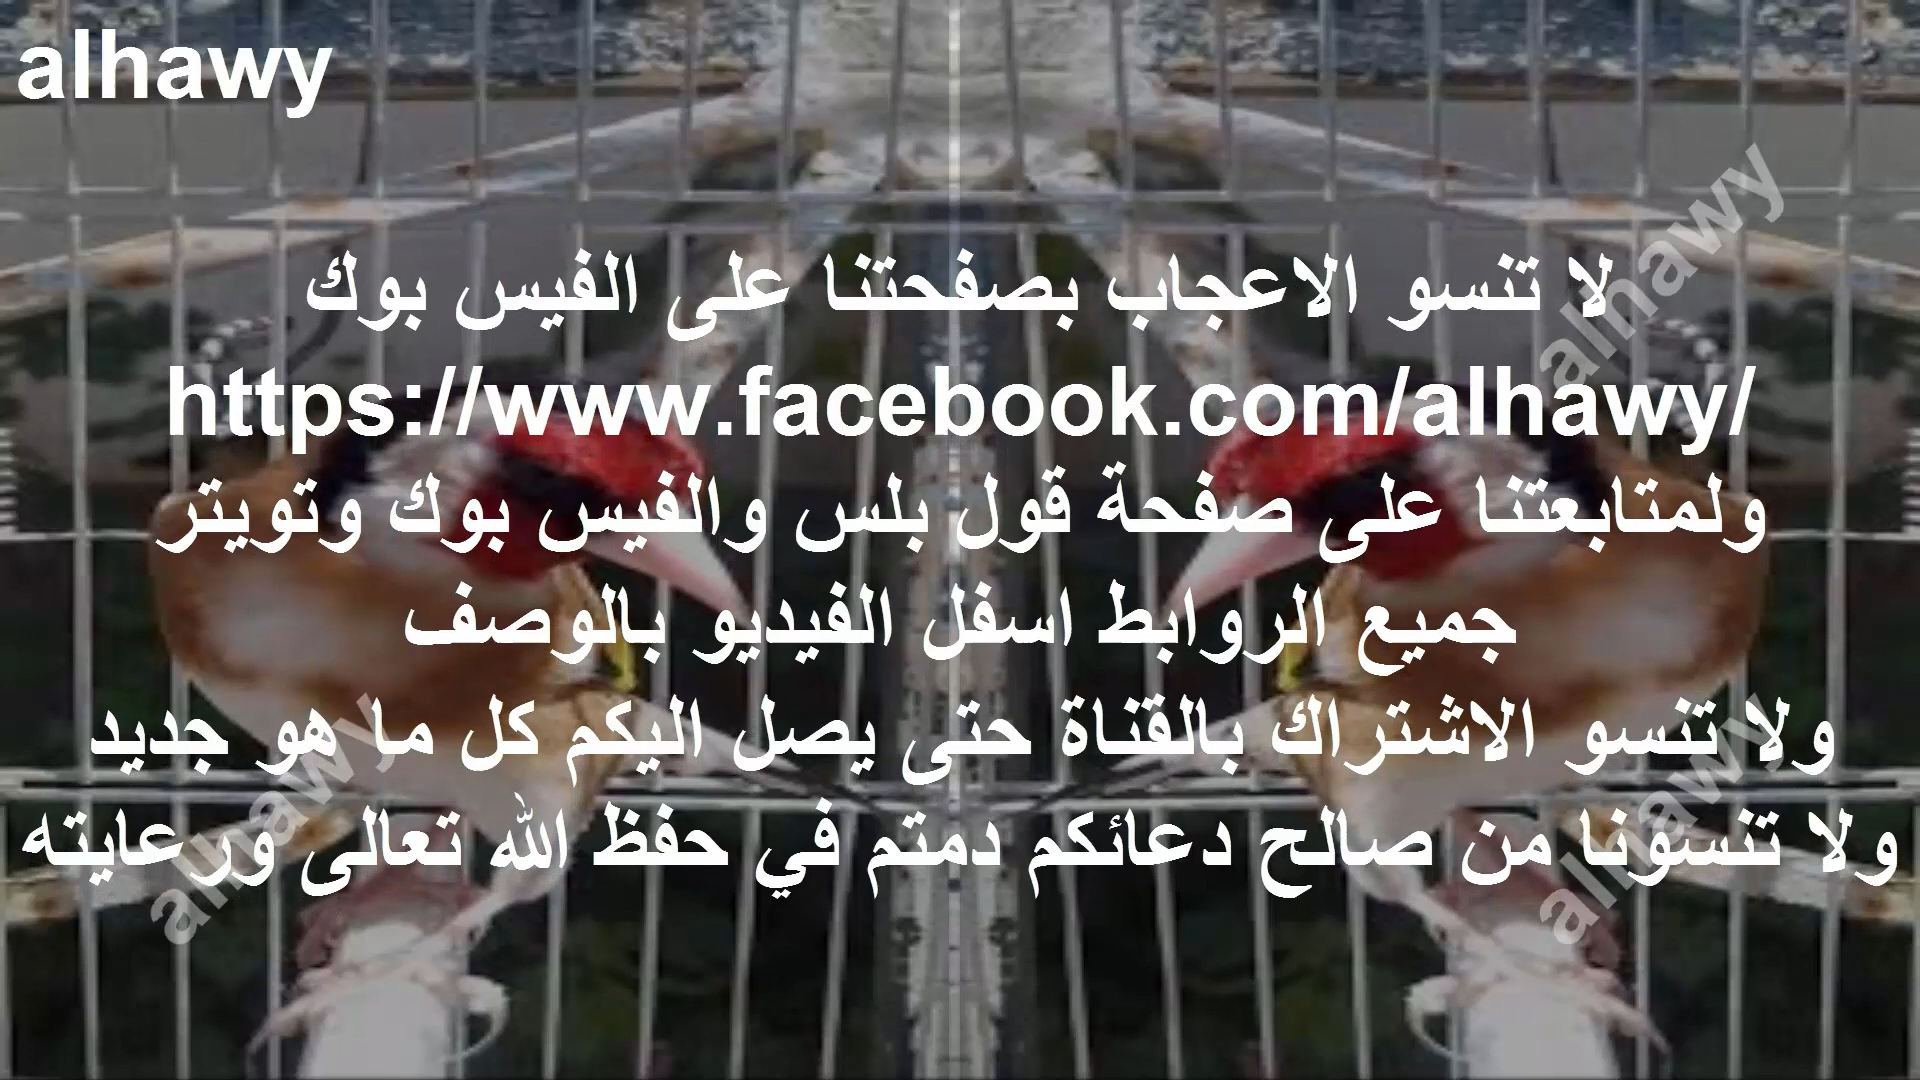 alhawy
لا تنسو الاعجاب بصفحتنا على الفيس بوك
https://www.facebook.com/alhawy/
ولمتابعتنا على صفحة قول بلس والفيس بوك وتويتر
جميع الروابط اسفل الفيديو بالوصف
ولا تنسو الاشتراك بالقناة حتى يصل اليكم كل ما هو جديد
ولا تنسونا من صالح دعائكم دمتم في حفظ الله تعالى ورعايته
alhawy
alhawy
alhawy